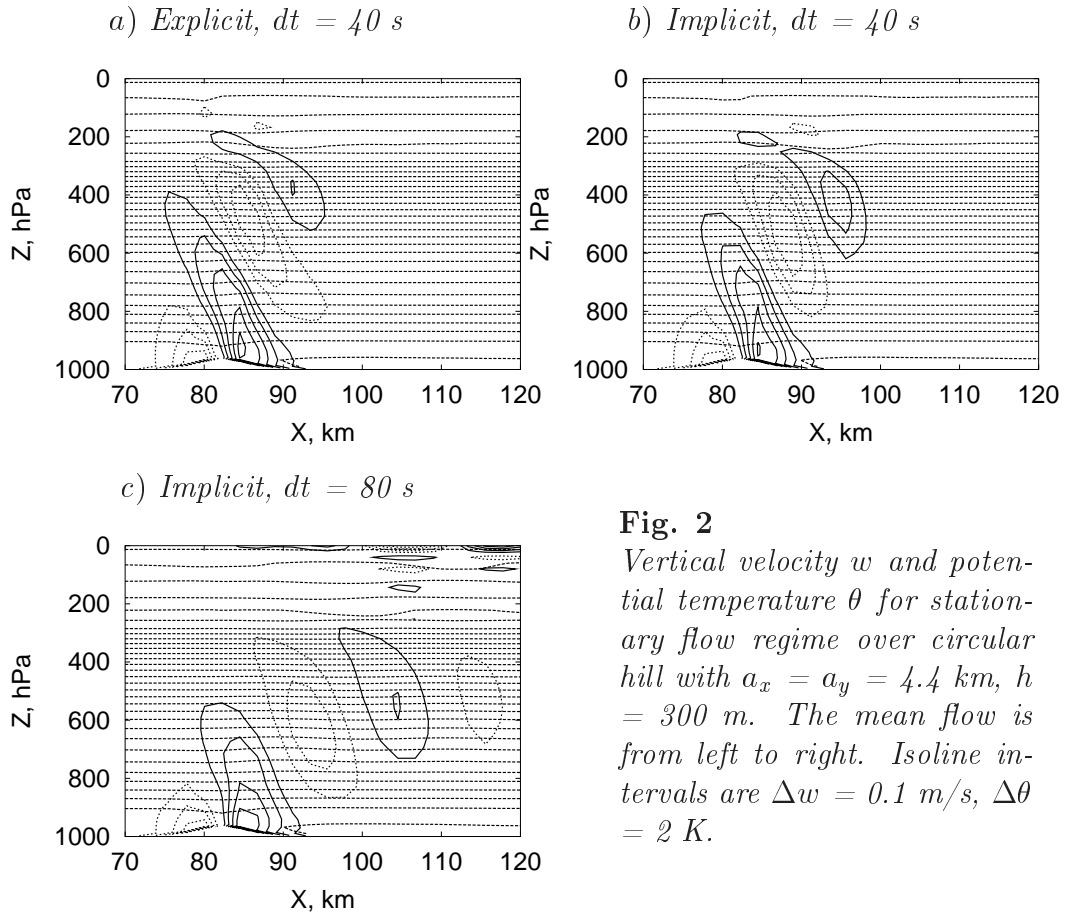 a) Explicit, dt = 40 s
b) Implicit, dt = 40 s
0
200
400
600
800
1000
Z, hPa
70 80 90 100 110 120
X, km
0
200
400
600
800
1000
Z, hPa
70 80 90 100 110 120
X, km
c) Implicit, dt = 80 s
0
200
400
600
800
1000
Z, hPa
70 80 90 100 110 120
X, km
Fig. 2
Vertical velocity w and poten-
tial temperature θ for station-
ary flow regime over circular
hill with a_x = a_y = 4.4 km, h
= 300 m. The mean flow is
from left to right. Isoline in-
tervals are Δw = 0.1 m/s, Δθ
= 2 K.